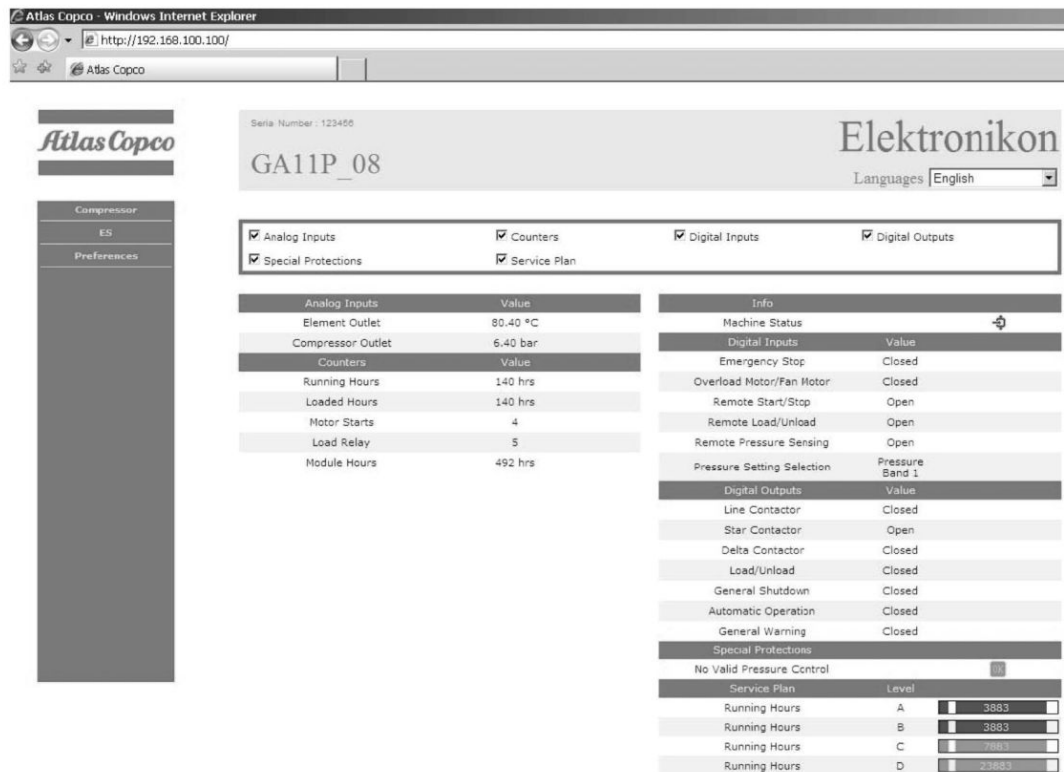 Atlas Copco - Windows Internet Explorer
http://192.168.100.100/
Atlas Copco
Atlas Copco
Compressor
ES
Preferences
Serial Number : 123456
GA11P_08
Elektronikon
Languages English
Analog Inputs Counters Digital Inputs Digital Outputs
Special Protections Service Plan
Analog Inputs Value
Element Outlet 80.40 °C
Compressor Outlet 6.40 bar
Counters Value
Running Hours 140 hrs
Loaded Hours 140 hrs
Motor Starts 4
Load Relay 5
Module Hours 492 hrs
Info
Machine Status
Digital Inputs Value
Emergency Stop Closed
Overload Motor/Fan Motor Closed
Remote Start/Stop Open
Remote Load/Unload Open
Remote Pressure Sensing Open
Pressure Setting Selection Pressure
Band 1
Digital Outputs Value
Line Contactor Closed
Star Contactor Open
Delta Contactor Closed
Load/Unload Closed
General Shutdown Closed
Automatic Operation Closed
General Warning Closed
Special Protections
No Valid Pressure Control OK
Service Plan Level
Running Hours A 3883
Running Hours B 3883
Running Hours C 7883
Running Hours D 23883